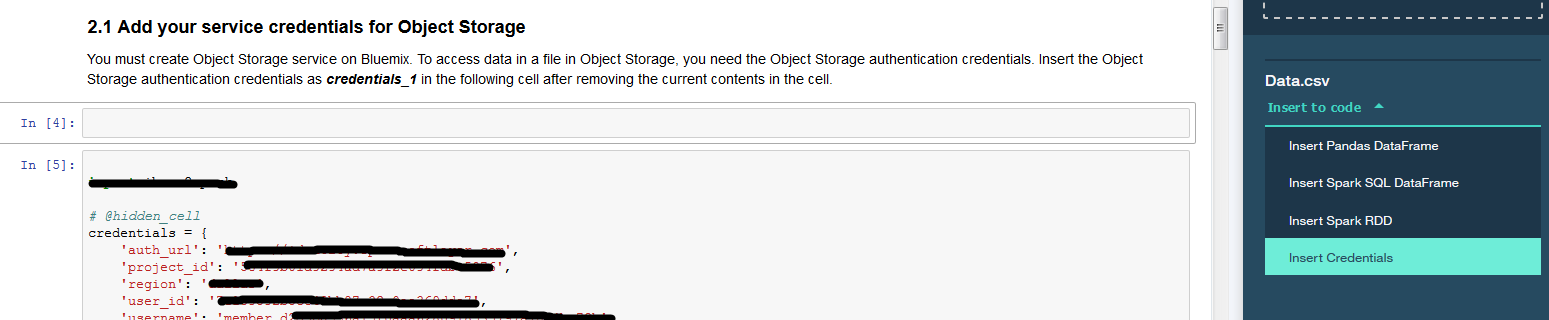 2.1 Add your service credentials for Object Storage
You must create Object Storage service on Bluemix. To access data in a file in Object Storage, you need the Object Storage authentication credentials. Insert the Object
Storage authentication credentials as credentials_1 in the following cell after removing the current contents in the cell.
In [4]:
In [5]:
# @hidden_cell
credentials = {
'auth_url': '
'project_id': '
'region': '
'user_id': '
'username': 'member_
Data.csv
Insert to code
Insert Pandas DataFrame
Insert Spark SQL DataFrame
Insert Spark RDD
Insert Credentials